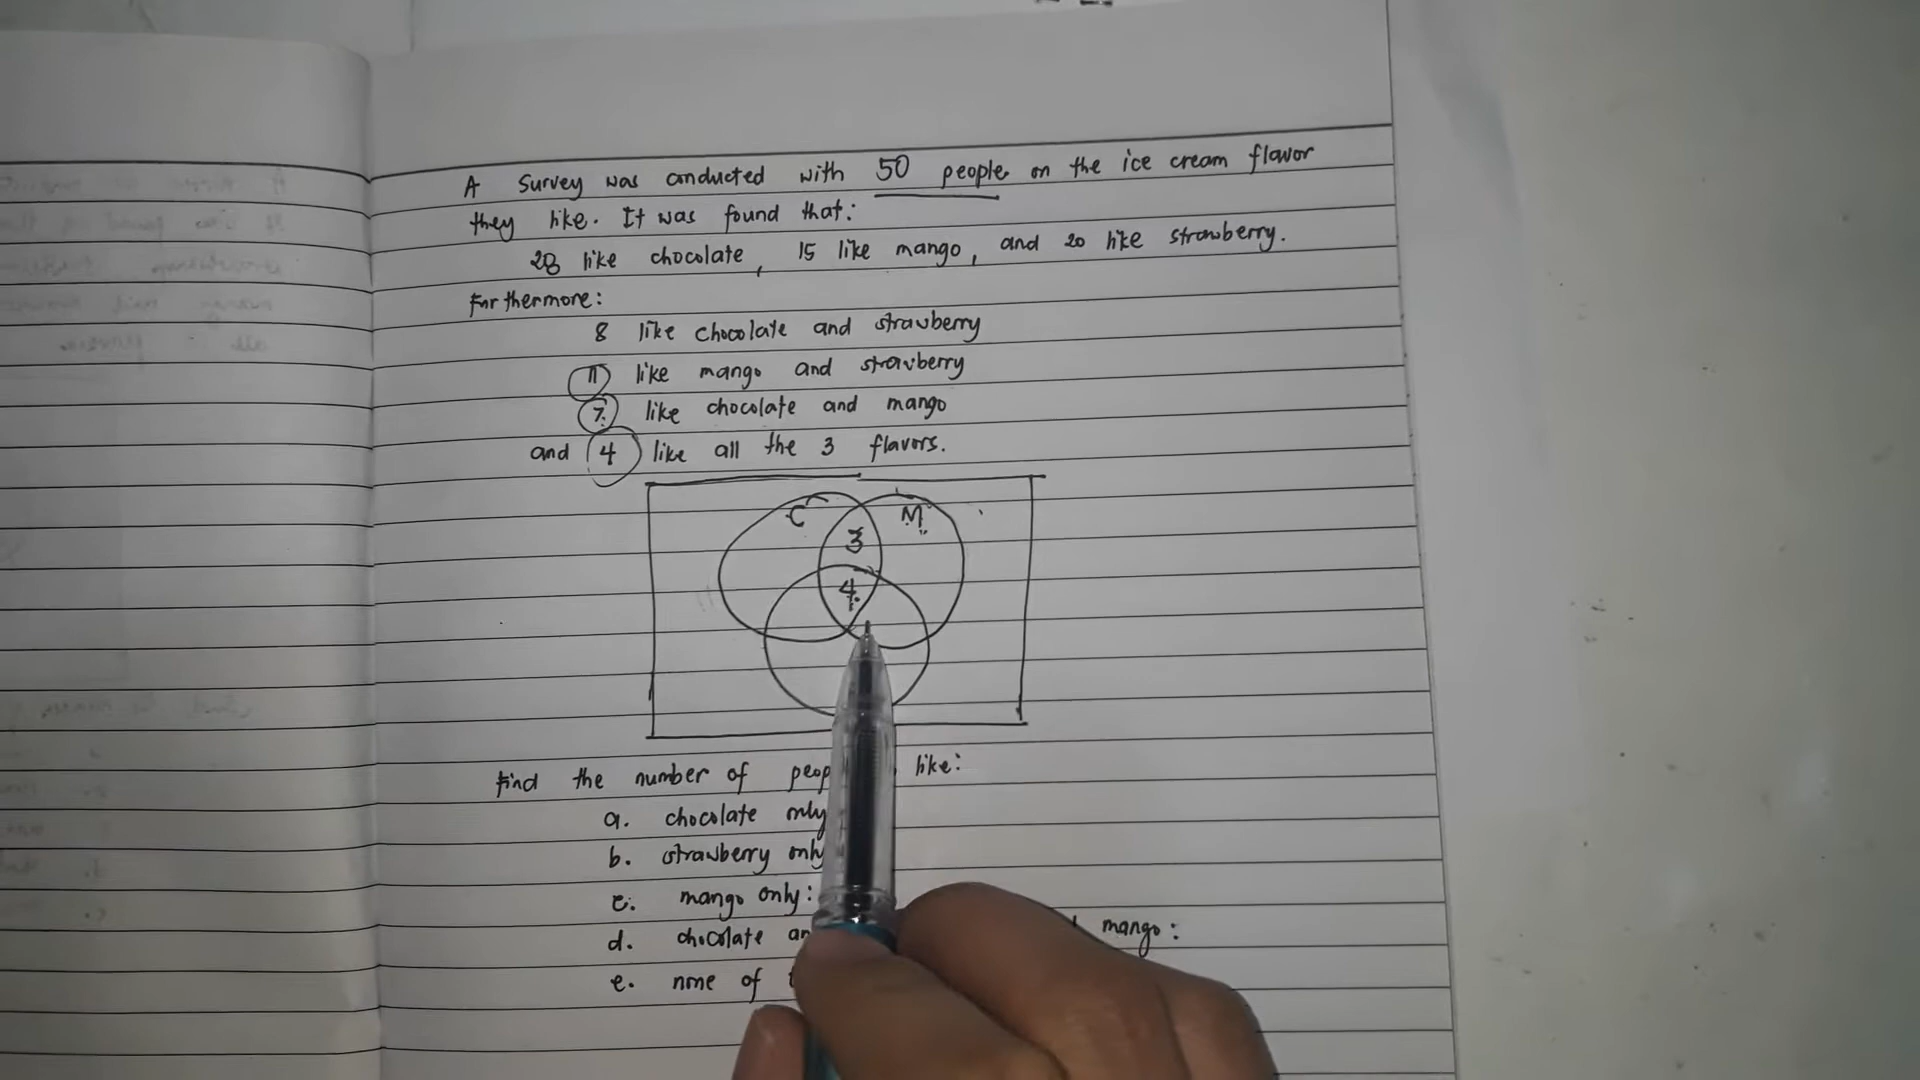 A survey was conducted with 50 people on the ice cream flavor
they like. It was found that:
28 like chocolate, 15 like mango, and 20 like strawberry.
Furthermore:
8 like chocolate and strawberry
11 like mango and strawberry
7 like chocolate and mango
and 4 like all the 3 flavors.
C M
3
4
Find the number of like:
a. chocolate only
b. strawberry only
c. mango only:
d. chocolate mango:
e. none of